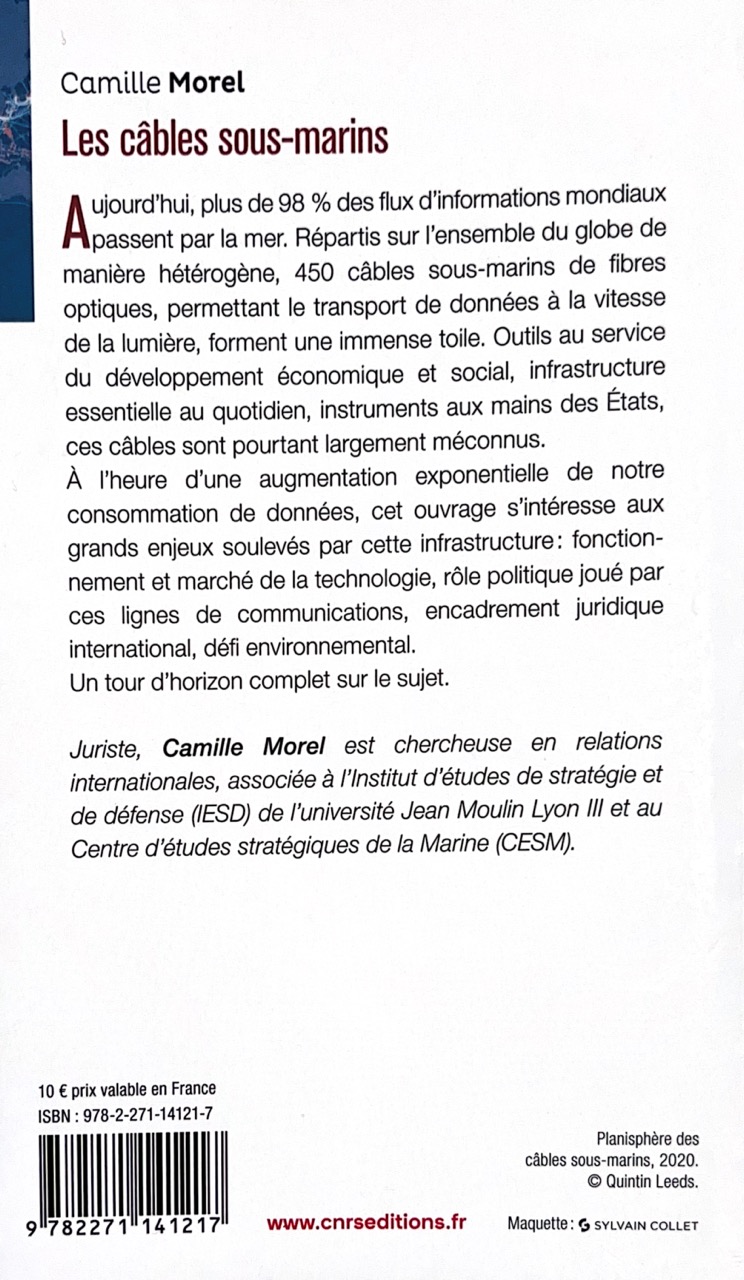 Camille Morel
Les câbles sous-marins
Aujourd'hui, plus de 98 % des flux d'informations mondiaux
passent par la mer. Répartis sur l'ensemble du globe de
manière hétérogène, 450 câbles sous-marins de fibres
optiques, permettant le transport de données à la vitesse
de la lumière, forment une immense toile. Outils au service
du développement économique et social, infrastructure
essentielle au quotidien, instruments aux mains des États,
ces câbles sont pourtant largement méconnus.
À l'heure d'une augmentation exponentielle de notre
consommation de données, cet ouvrage s'intéresse aux
grands enjeux soulevés par cette infrastructure : fonction-
nement et marché de la technologie, rôle politique joué par
ces lignes de communications, encadrement juridique
international, défi environnemental.
Un tour d'horizon complet sur le sujet.
Juriste, Camille Morel est chercheuse en relations
internationales, associée à l'Institut d'études de stratégie et
de défense (IESD) de l'université Jean Moulin Lyon III et au
Centre d'études stratégiques de la Marine (CESM).
10 € prix valable en France
ISBN : 978-2-271-14121-7
9 782271 141217
www.cnrseditions.fr
Planisphère des
câbles sous-marins, 2020.
© Quintin Leeds.
Maquette : SYLVAIN COLLET